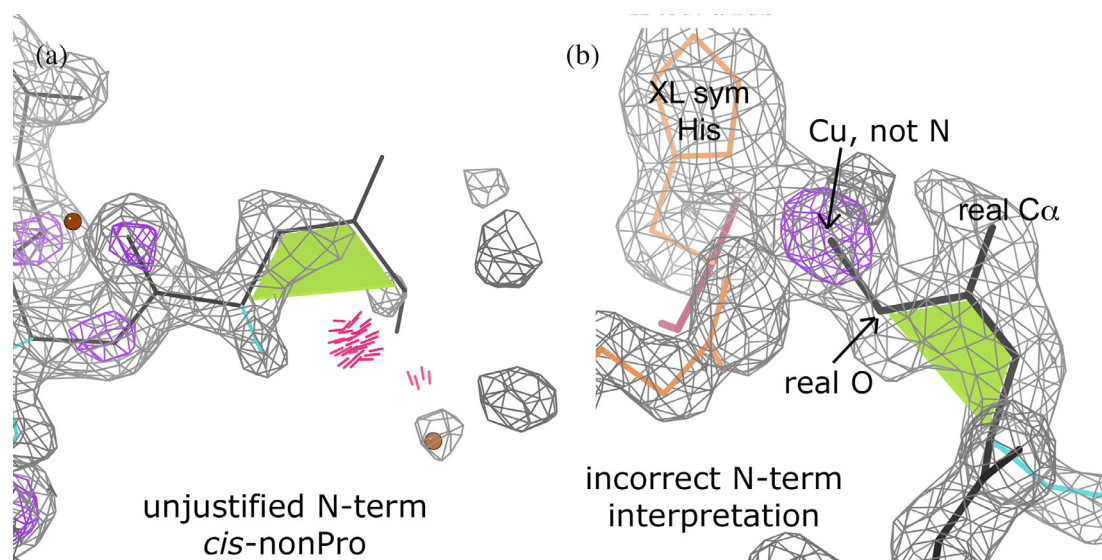 (a)
unjustified N-term
cis-nonPro
(b)
XL sym
His
Cu, not N
real Cα
real O
incorrect N-term
interpretation